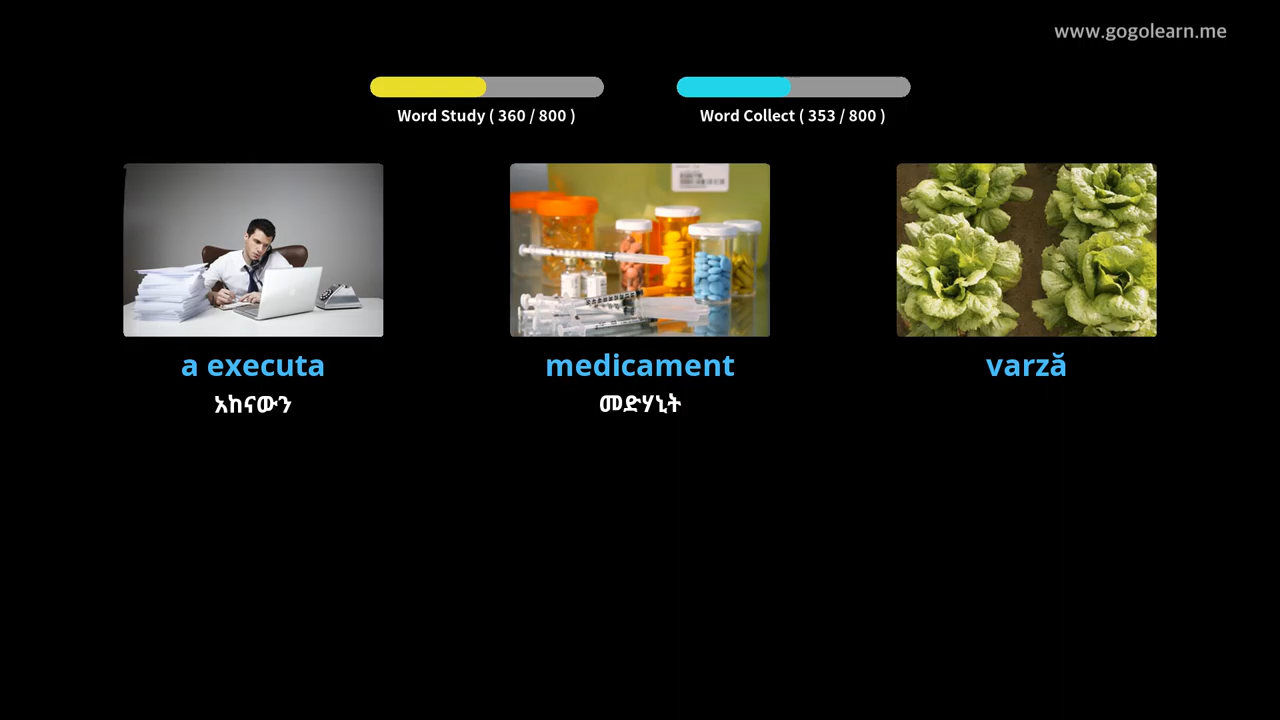 www.gogolearn.me
Word Study ( 360 / 800 )
Word Collect ( 353 / 800 )
a executa
medicament
varză
አከናውን
መድሃኒት